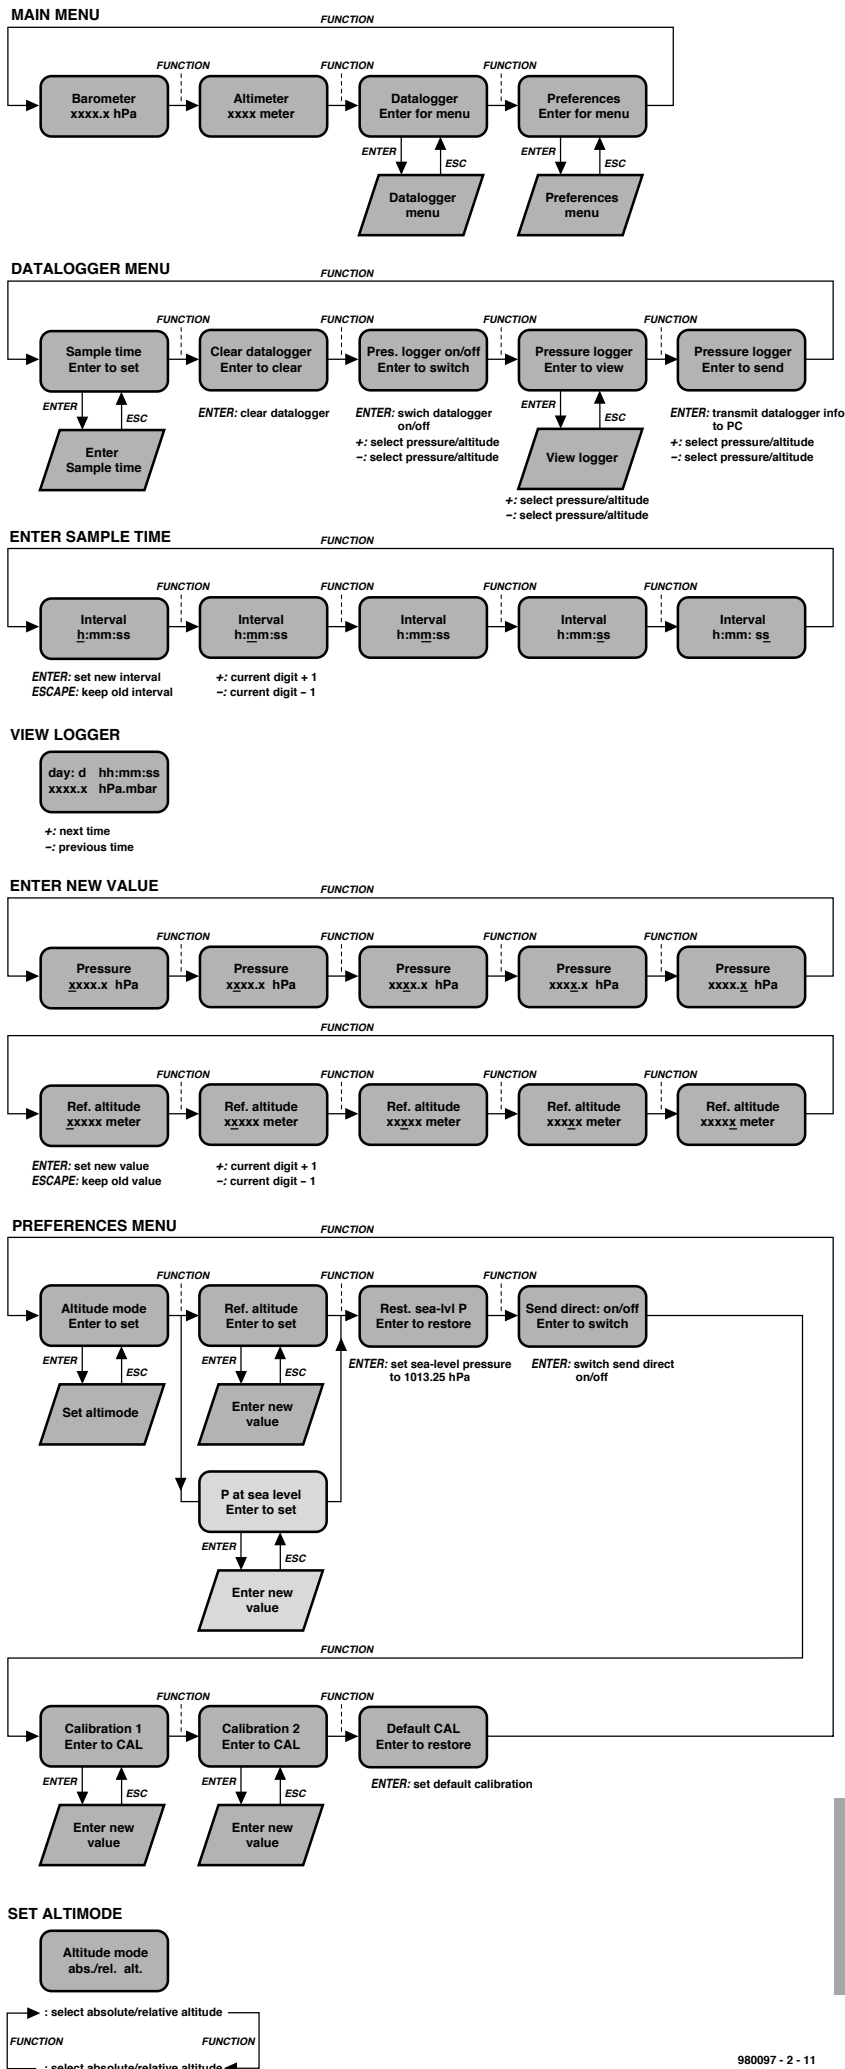 MAIN MENU
FUNCTION
FUNCTION FUNCTION FUNCTION
Barometer
xxxx.x hPa
Altimeter
xxxx meter
Datalogger
Enter for menu
Preferences
Enter for menu
ENTER ESC ENTER ESC
Datalogger
menu
Preferences
menu
DATALOGGER MENU
FUNCTION
FUNCTION FUNCTION FUNCTION FUNCTION
Sample time
Enter to set
Clear datalogger
Enter to clear
Pres. logger on/off
Enter to switch
Pressure logger
Enter to view
Pressure logger
Enter to send
ENTER ESC
Enter
Sample time
ENTER: clear datalogger
ENTER: swich datalogger
on/off
+: select pressure/altitude
–: select pressure/altitude
ENTER ESC
View logger
+: select pressure/altitude
–: select pressure/altitude
ENTER: transmit datalogger info
to PC
+: select pressure/altitude
–: select pressure/altitude
ENTER SAMPLE TIME
FUNCTION
FUNCTION FUNCTION FUNCTION FUNCTION
Interval
h:mm:ss
Interval
h:mm:ss
Interval
h:mm:ss
Interval
h:mm:ss
Interval
h:mm: ss
ENTER: set new interval
ESCAPE: keep old interval
+: current digit + 1
–: current digit – 1
VIEW LOGGER
day: d hh:mm:ss
xxxx.x hPa.mbar
+: next time
–: previous time
ENTER NEW VALUE
FUNCTION
FUNCTION FUNCTION FUNCTION FUNCTION
Pressure
xxxx.x hPa
Pressure
xxxx.x hPa
Pressure
xxxx.x hPa
Pressure
xxxx.x hPa
Pressure
xxxx.x hPa
FUNCTION
FUNCTION FUNCTION FUNCTION FUNCTION
Ref. altitude
xxxxx meter
Ref. altitude
xxxxx meter
Ref. altitude
xxxxx meter
Ref. altitude
xxxxx meter
Ref. altitude
xxxxx meter
ENTER: set new value
ESCAPE: keep old value
+: current digit + 1
–: current digit – 1
PREFERENCES MENU
FUNCTION
FUNCTION FUNCTION FUNCTION
Altitude mode
Enter to set
Ref. altitude
Enter to set
Rest. sea-lvl P
Enter to restore
Send direct: on/off
Enter to switch
ENTER ESC
Set altimode
ENTER ESC
Enter new
value
ENTER: set sea-level pressure
to 1013.25 hPa
ENTER: switch send direct
on/off
P at sea level
Enter to set
ENTER ESC
Enter new
value
FUNCTION
FUNCTION FUNCTION
Calibration 1
Enter to CAL
Calibration 2
Enter to CAL
Default CAL
Enter to restore
ENTER ESC
Enter new
value
ENTER ESC
Enter new
value
ENTER: set default calibration
SET ALTIMODE
Altitude mode
abs./rel. alt.
: select absolute/relative altitude
FUNCTION FUNCTION
: select absolute/relative altitude
980097 - 2 - 11